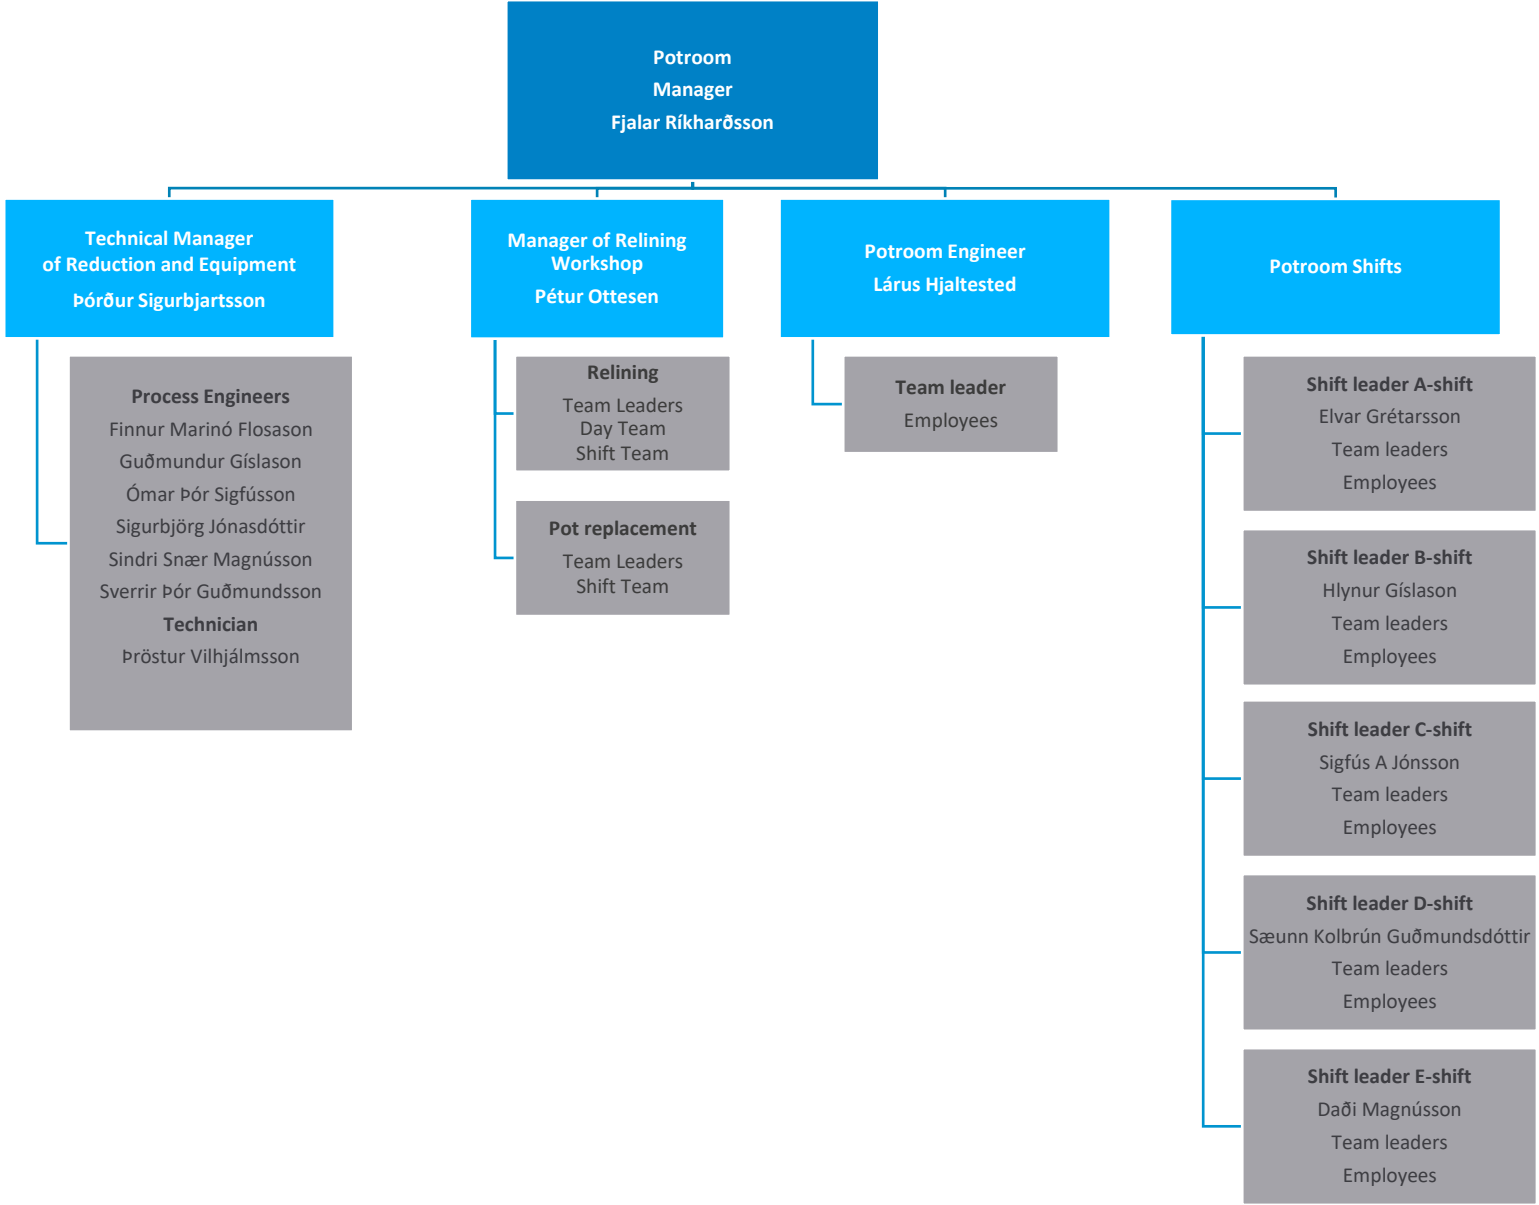 Potroom
Manager
Fjalar Ríkharðsson
Technical Manager
of Reduction and Equipment
Þórður Sigurbjartsson
Process Engineers
Finnur Marinó Flosason
Guðmundur Gíslason
Ómar Þór Sigfússon
Sigurbjörg Jónasdóttir
Sindri Snær Magnússon
Sverrir Þór Guðmundsson
Technician
Þröstur Vilhjálmsson
Manager of Relining
Workshop
Pétur Ottesen
Relining
Team Leaders
Day Team
Shift Team
Pot replacement
Team Leaders
Shift Team
Potroom Engineer
Lárus Hjaltested
Team leader
Employees
Potroom Shifts
Shift leader A-shift
Elvar Grétarsson
Team leaders
Employees
Shift leader B-shift
Hlynur Gíslason
Team leaders
Employees
Shift leader C-shift
Sigfús A Jónsson
Team leaders
Employees
Shift leader D-shift
Sæunn Kolbrún Guðmundsdóttir
Team leaders
Employees
Shift leader E-shift
Daði Magnússon
Team leaders
Employees